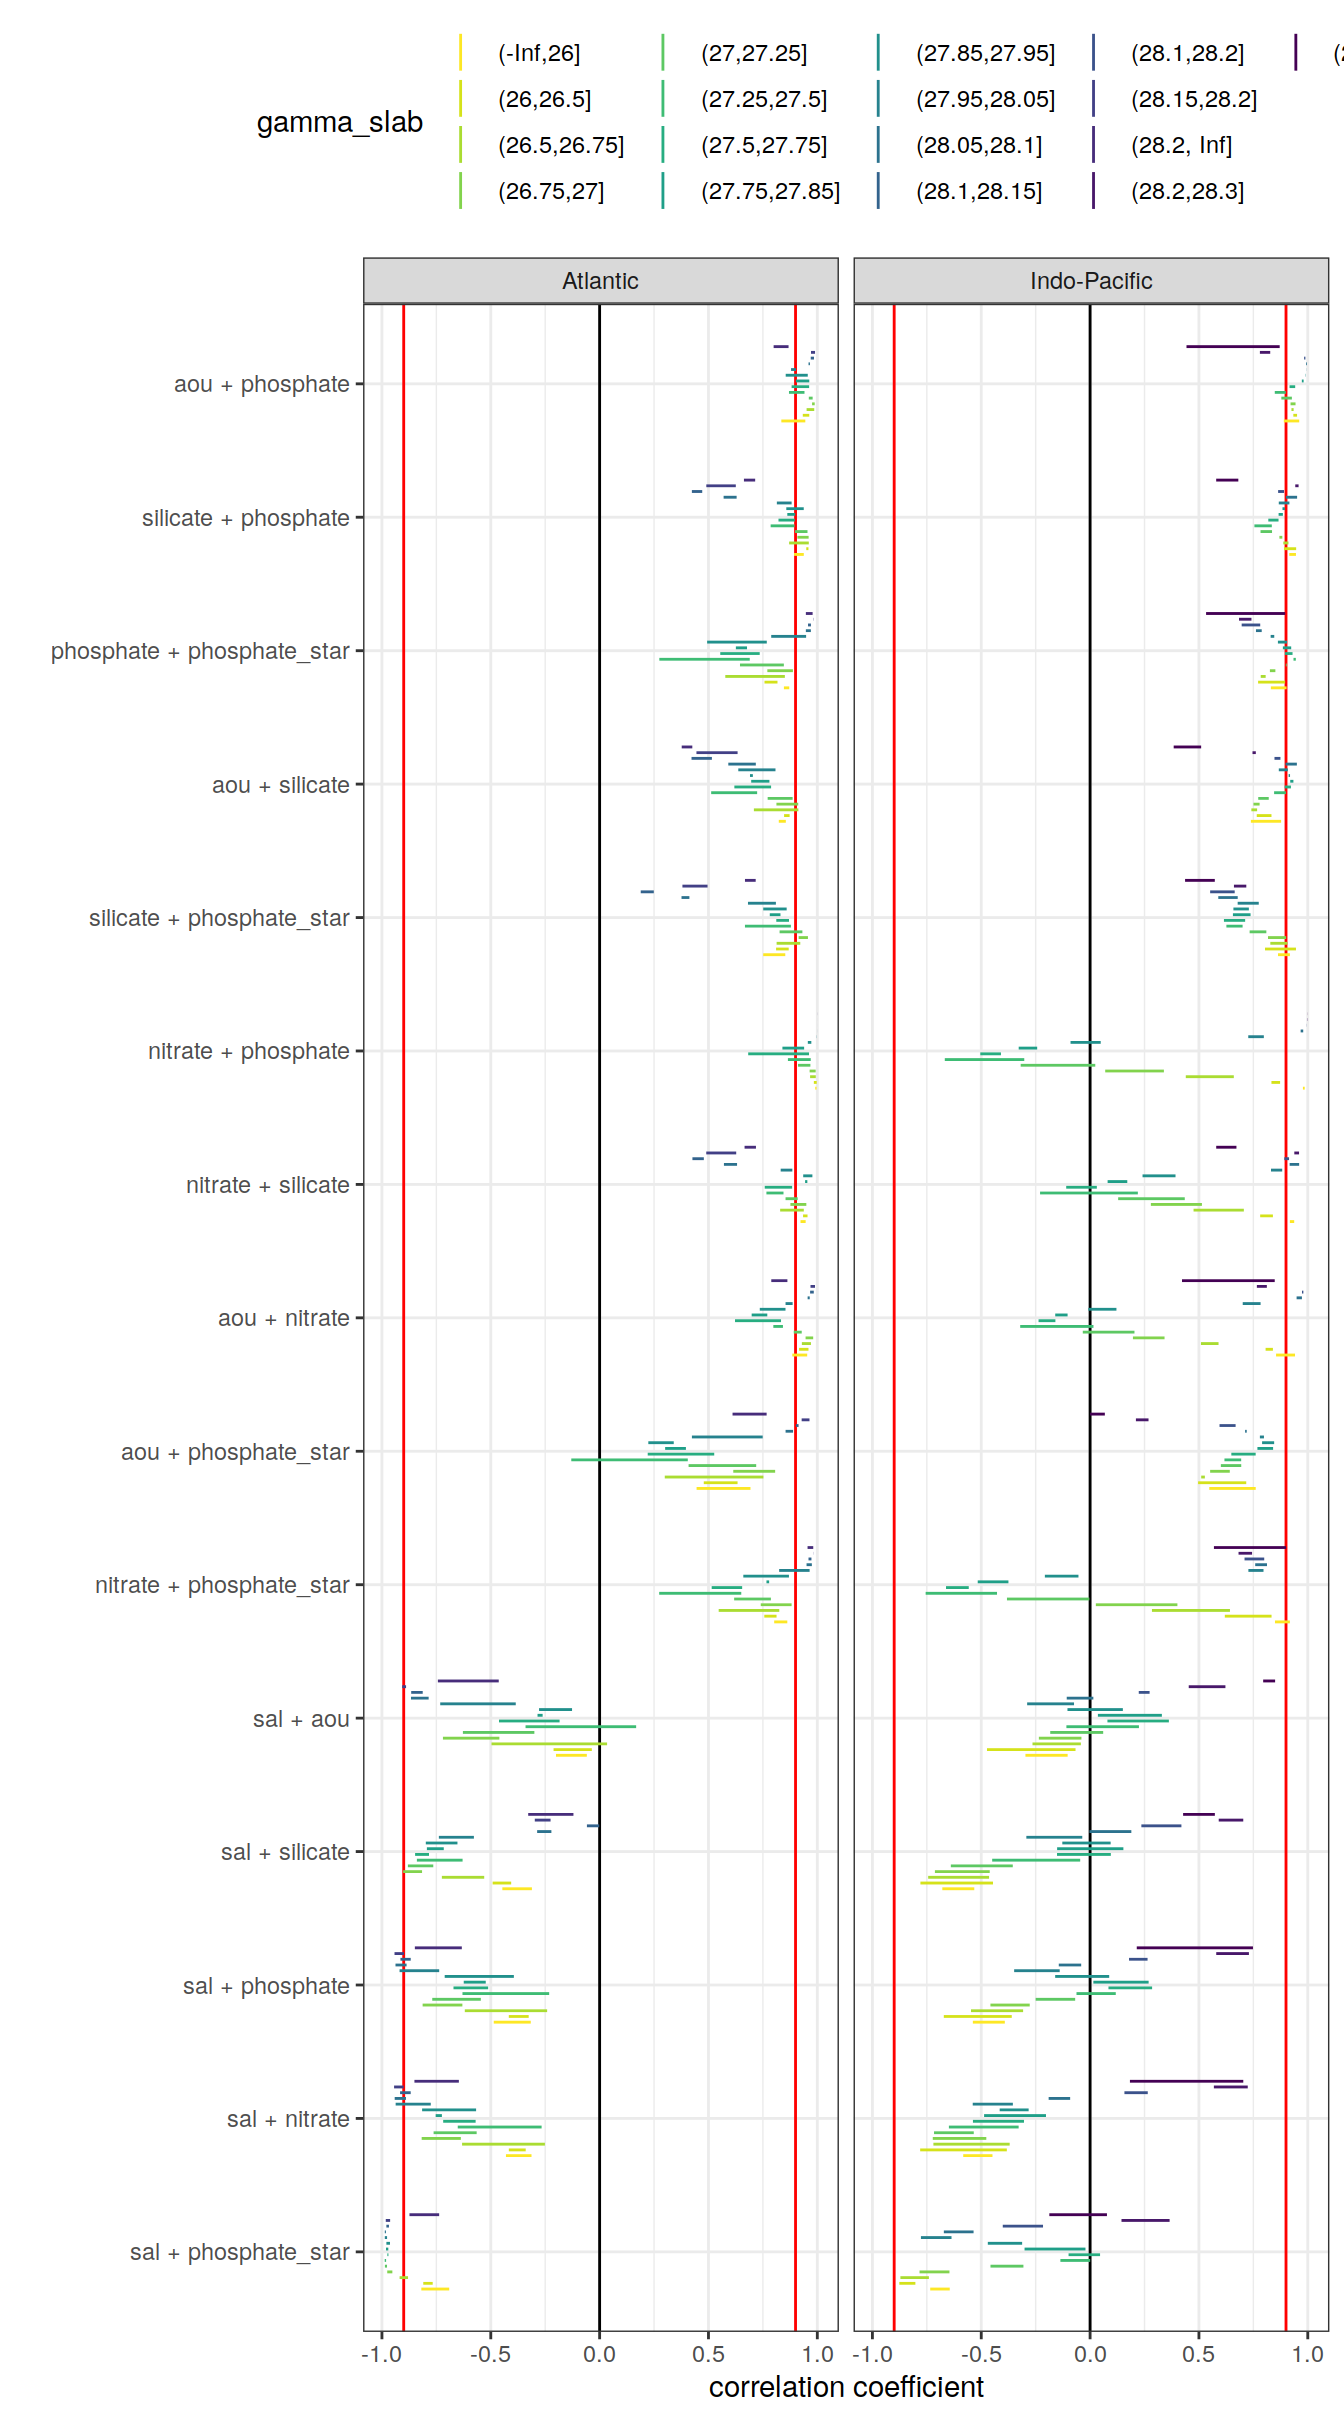 gamma_slab
(-Inf,26] (27,27.25] (27.85,27.95] (28.1,28.2] (2
(26,26.5] (27.25,27.5] (27.95,28.05] (28.15,28.2]
(26.5,26.75] (27.5,27.75] (28.05,28.1] (28.2, Inf]
(26.75,27] (27.75,27.85] (28.1,28.15] (28.2,28.3]
Atlantic Indo-Pacific
aou + phosphate
silicate + phosphate
phosphate + phosphate_star
aou + silicate
silicate + phosphate_star
nitrate + phosphate
nitrate + silicate
aou + nitrate
aou + phosphate_star
nitrate + phosphate_star
sal + aou
sal + silicate
sal + phosphate
sal + nitrate
sal + phosphate_star
-1.0 -0.5 0.0 0.5 1.0 -1.0 -0.5 0.0 0.5 1.0
correlation coefficient